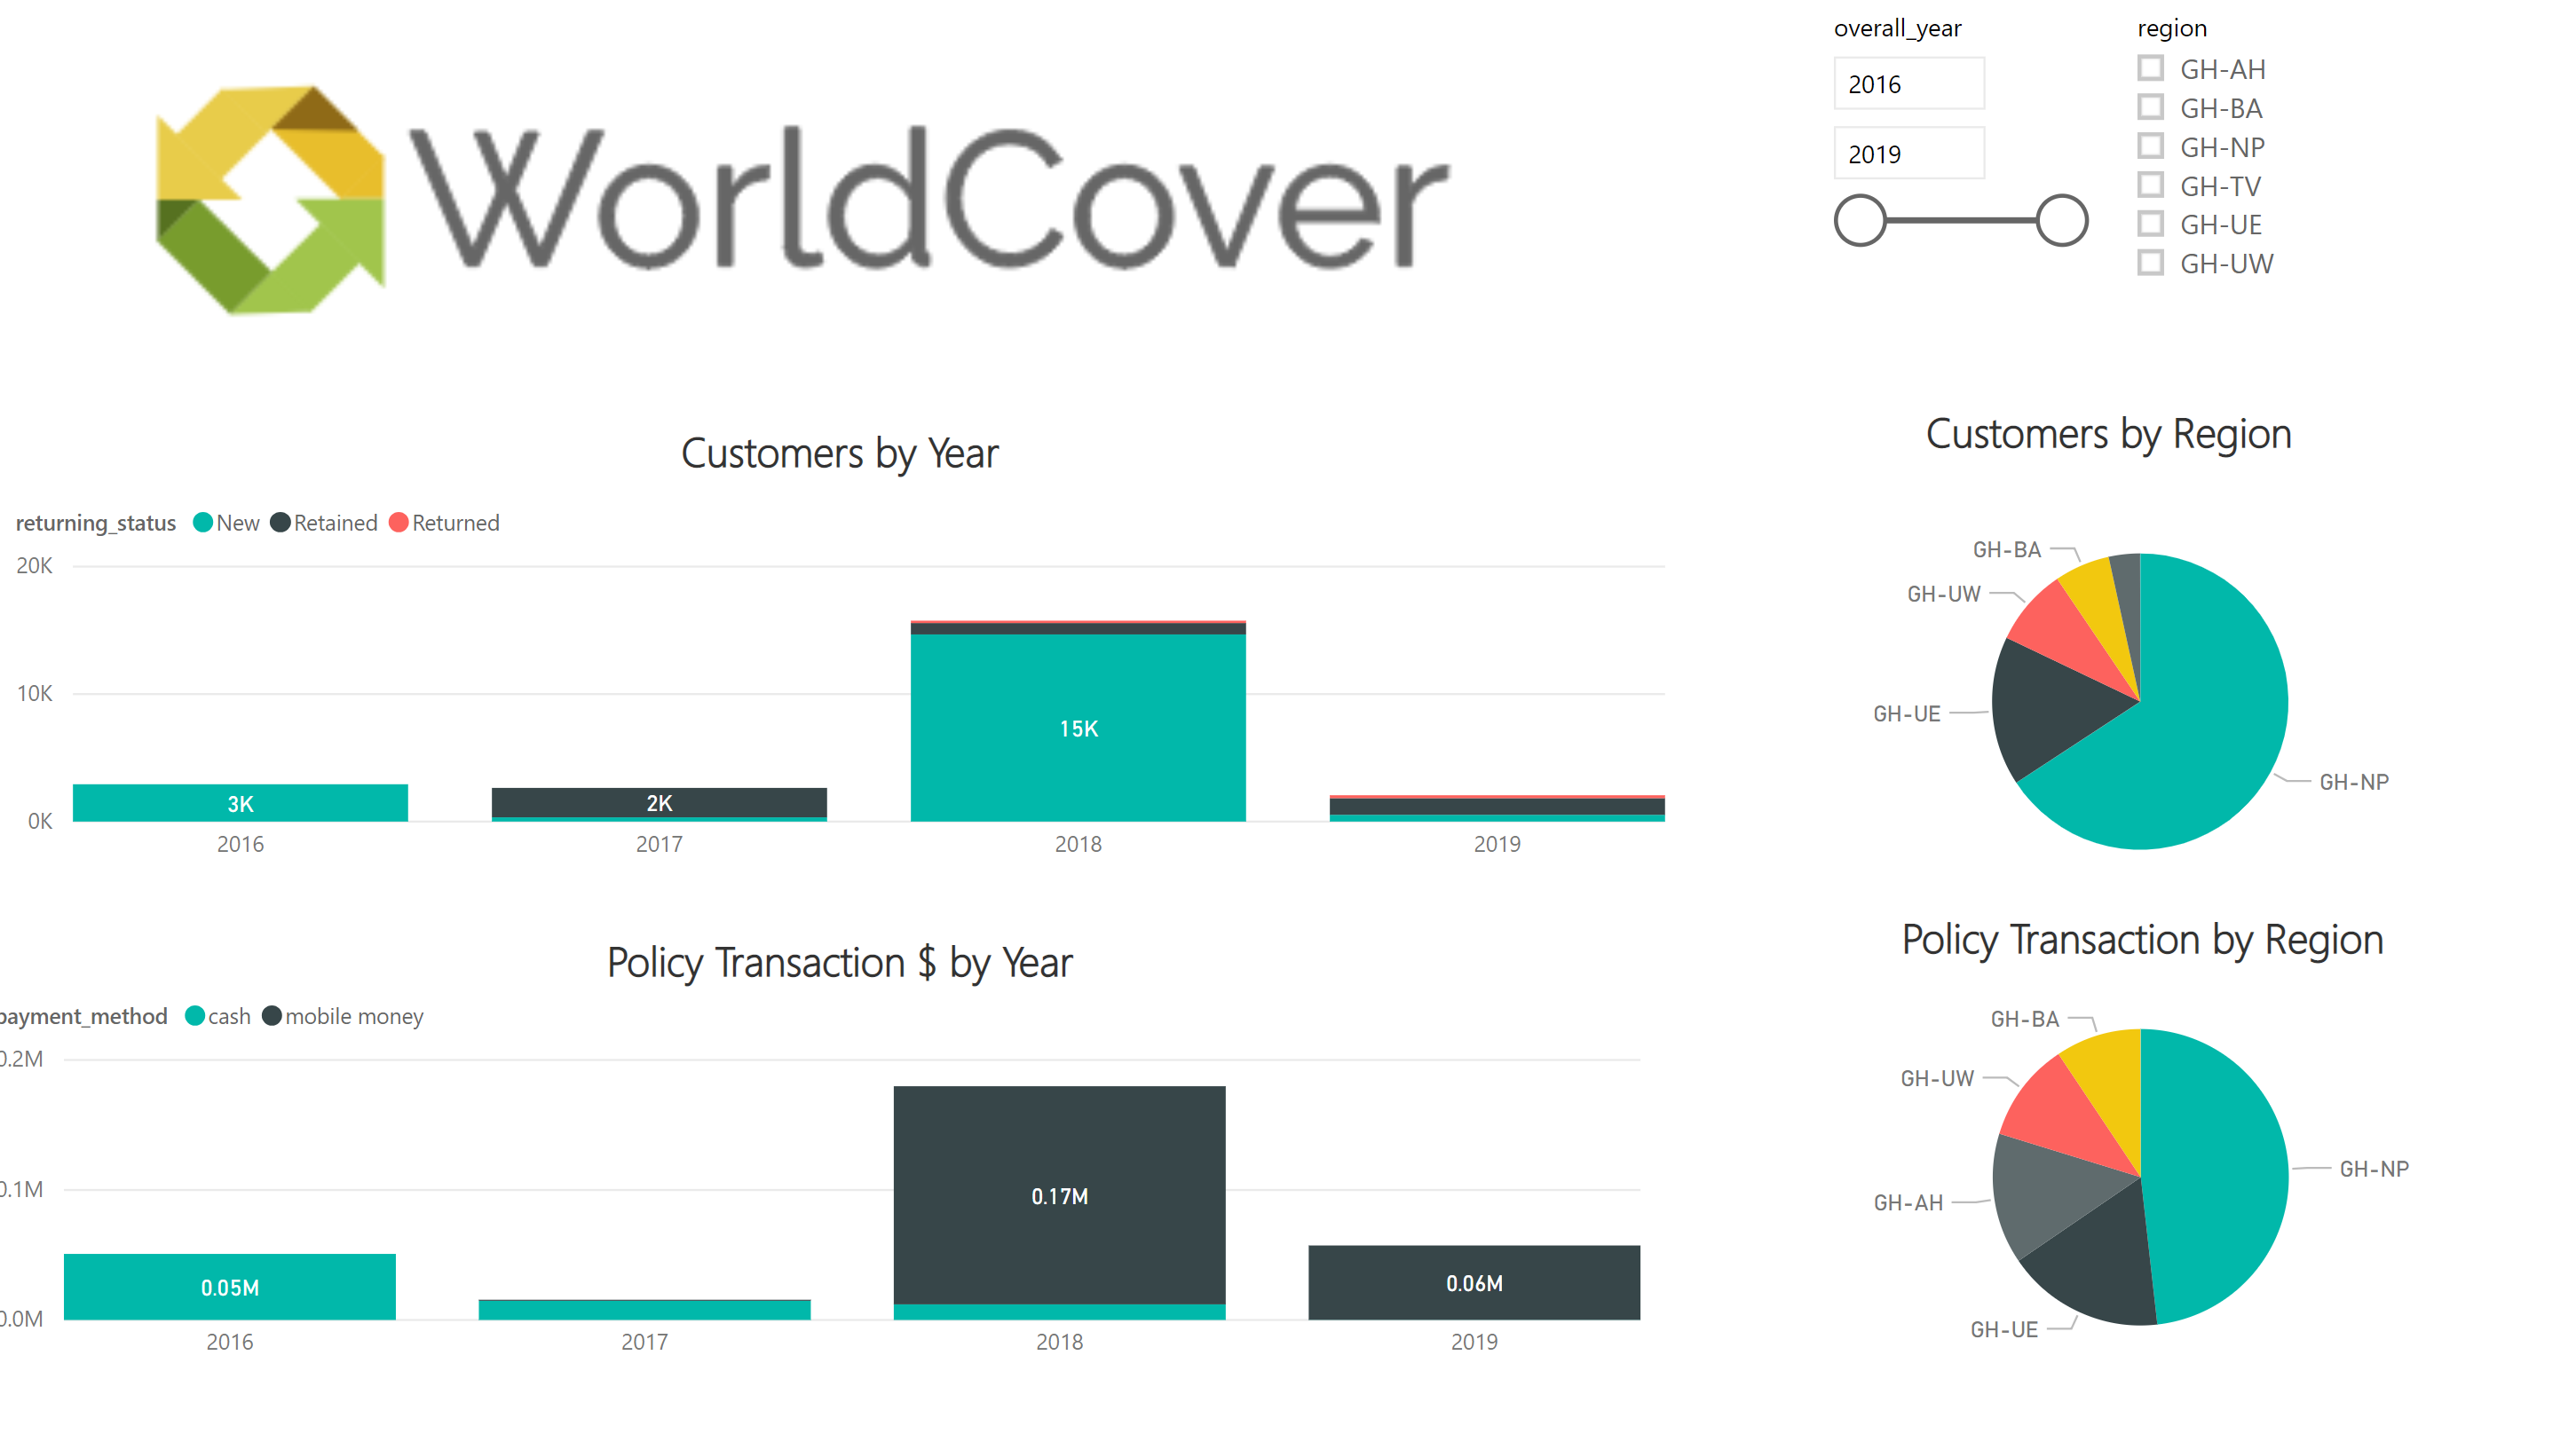 WorldCover
overall_year
2016
2019
region
GH-AH
GH-BA
GH-NP
GH-TV
GH-UE
GH-UW
Customers by Year
returning_status New Retained Returned
20K
10K
0K
3K
2K
15K
2016 2017 2018 2019
Customers by Region
GH-BA
GH-UW
GH-UE
GH-NP
Policy Transaction $ by Year
payment_method cash mobile money
0.2M
0.1M
0.0M
0.05M
0.17M
0.06M
2016 2017 2018 2019
Policy Transaction by Region
GH-BA
GH-UW
GH-NP
GH-AH
GH-UE